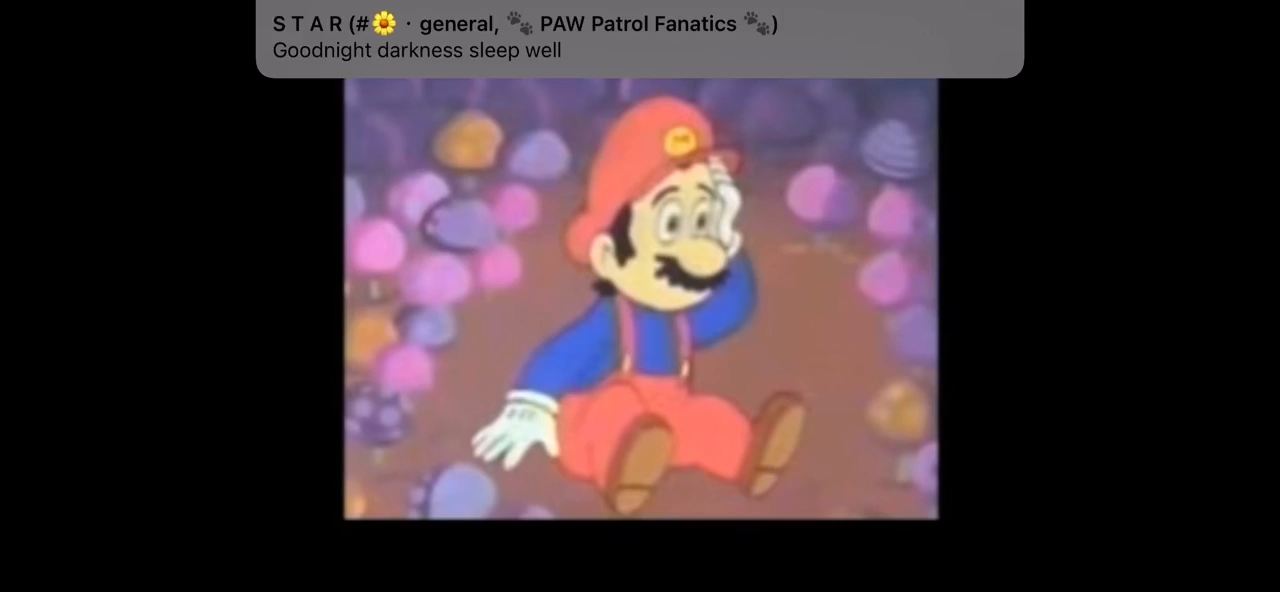 S T A R (#🌼 · general, 🐾 PAW Patrol Fanatics 🐾)
Goodnight darkness sleep well